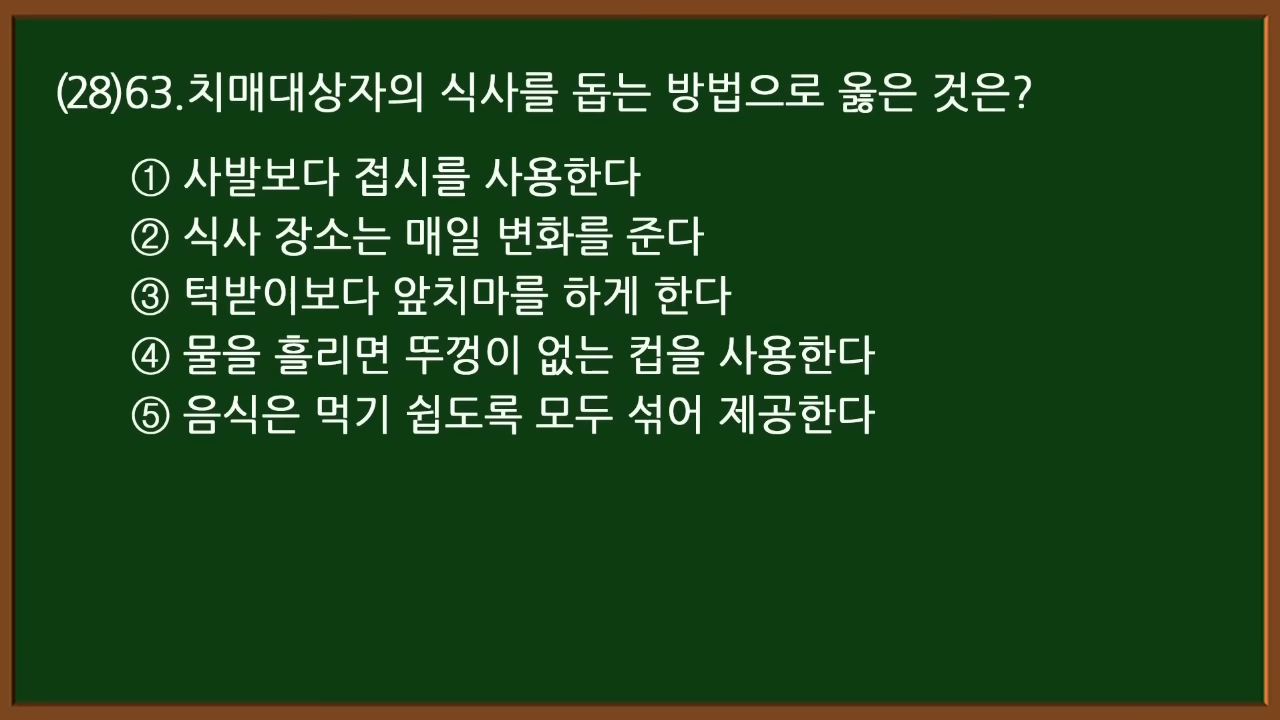 (28)63.치매대상자의 식사를 돕는 방법으로 옳은 것은?
① 사발보다 접시를 사용한다
② 식사 장소는 매일 변화를 준다
③ 턱받이보다 앞치마를 하게 한다
④ 물을 흘리면 뚜껑이 없는 컵을 사용한다
⑤ 음식은 먹기 쉽도록 모두 섞어 제공한다